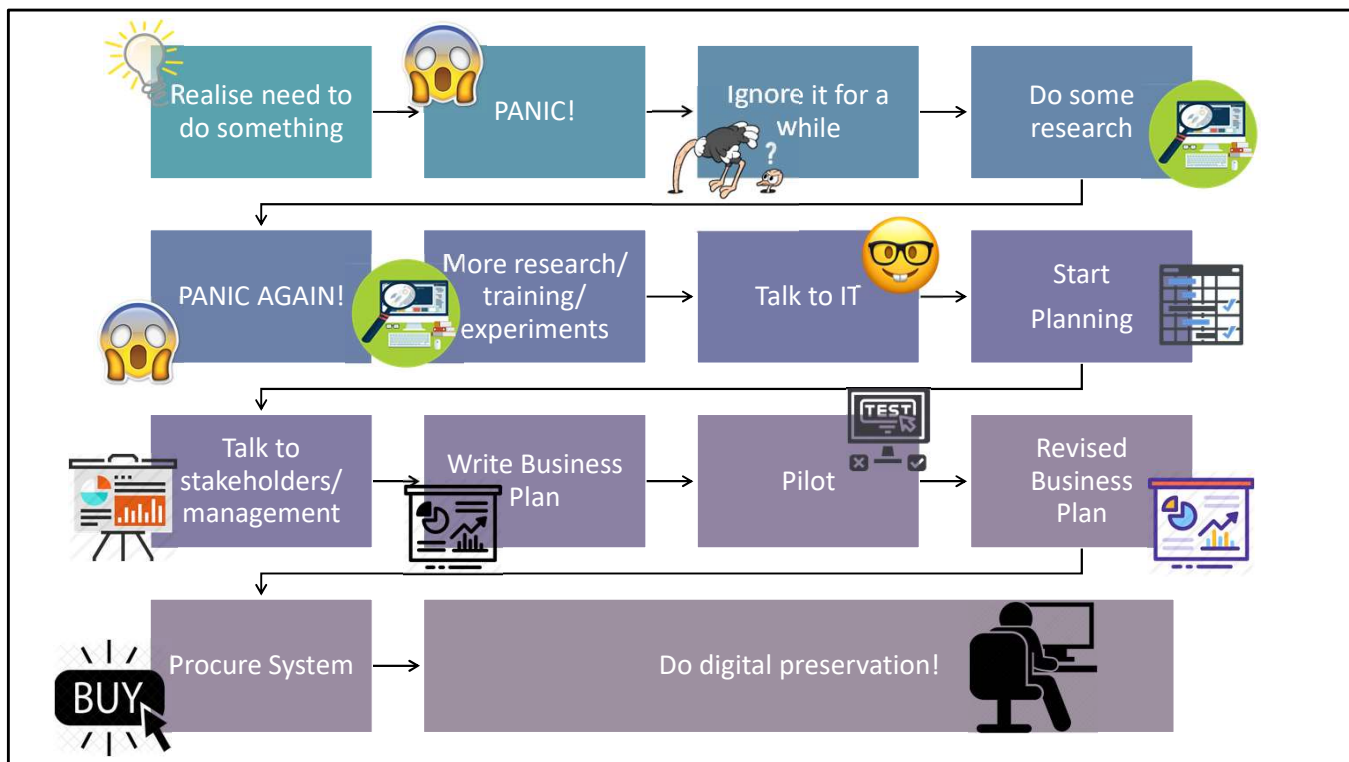 Realise need to
do something
PANIC!
Ignore it for a
while
Do some
research
?
PANIC AGAIN!
More research/
training/
experiments
Talk to IT
Start
Planning
Talk to
stakeholders/
management
Write Business
Plan
TEST
Pilot
Revised
Business
Plan
BUY
Procure System
Do digital preservation!